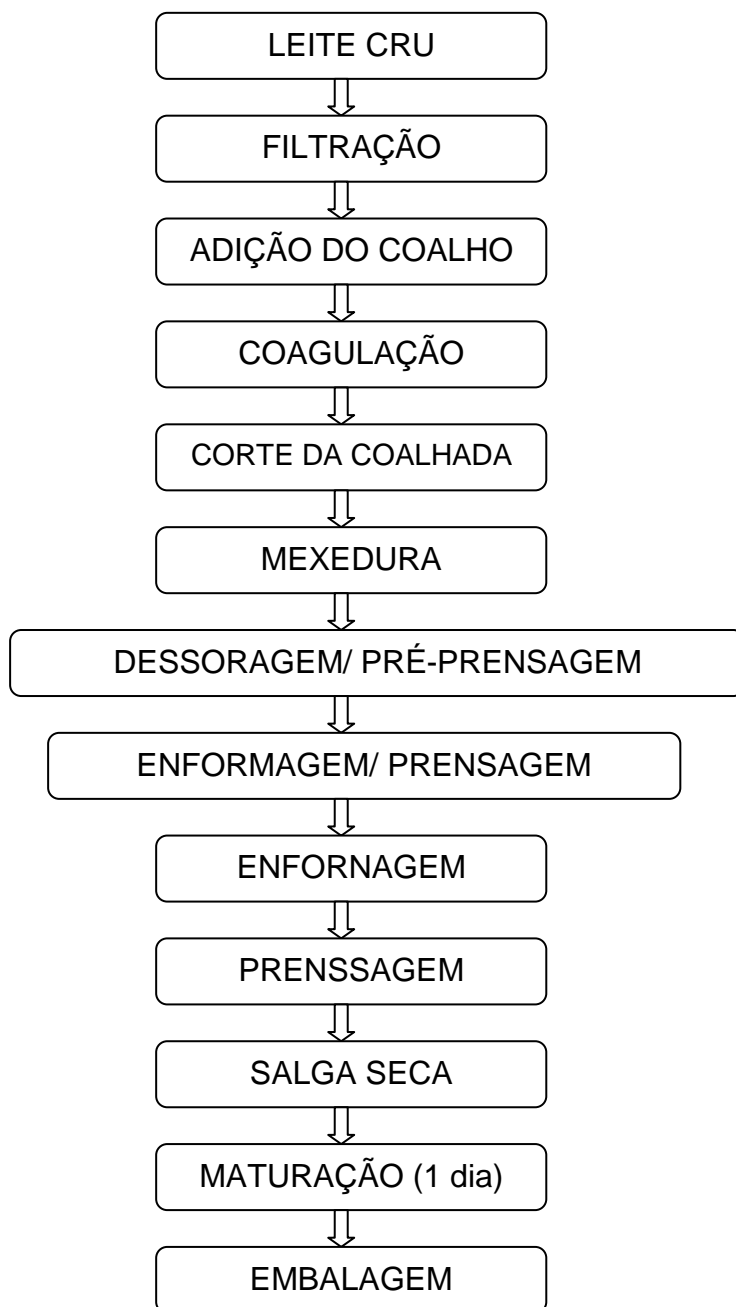 LEITE CRU
FILTRAÇÃO
ADIÇÃO DO COALHO
COAGULAÇÃO
CORTE DA COALHADA
MEXEDURA
DESSORAGEM/ PRÉ-PRENSAGEM
ENFORMAGEM/ PRENSAGEM
ENFORNAGEM
PRENSSAGEM
SALGA SECA
MATURAÇÃO (1 dia)
EMBALAGEM